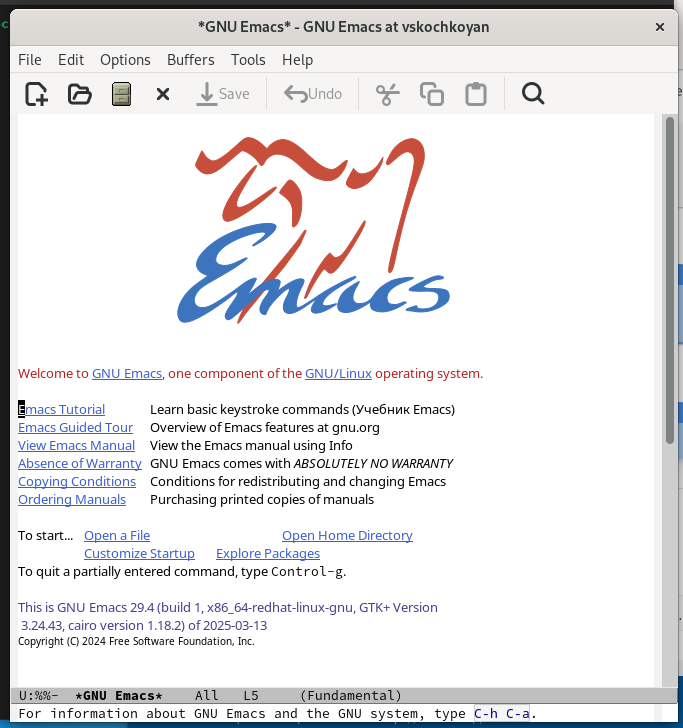 *GNU Emacs* - GNU Emacs at vskochkoyan
File Edit Options Buffers Tools Help
Save Undo
Emacs
Welcome to GNU Emacs, one component of the GNU/Linux operating system.
Emacs Tutorial Learn basic keystroke commands (Учебник Emacs)
Emacs Guided Tour Overview of Emacs features at gnu.org
View Emacs Manual View the Emacs manual using Info
Absence of Warranty GNU Emacs comes with ABSOLUTELY NO WARRANTY
Copying Conditions Conditions for redistributing and changing Emacs
Ordering Manuals Purchasing printed copies of manuals
To start... Open a File Open Home Directory
Customize Startup Explore Packages
To quit a partially entered command, type Control-g.
This is GNU Emacs 29.4 (build 1, x86_64-redhat-linux-gnu, GTK+ Version
3.24.43, cairo version 1.18.2) of 2025-03-13
Copyright (C) 2024 Free Software Foundation, Inc.
U:%%- *GNU Emacs* All L5 (Fundamental)
For information about GNU Emacs and the GNU system, type C-h C-a.